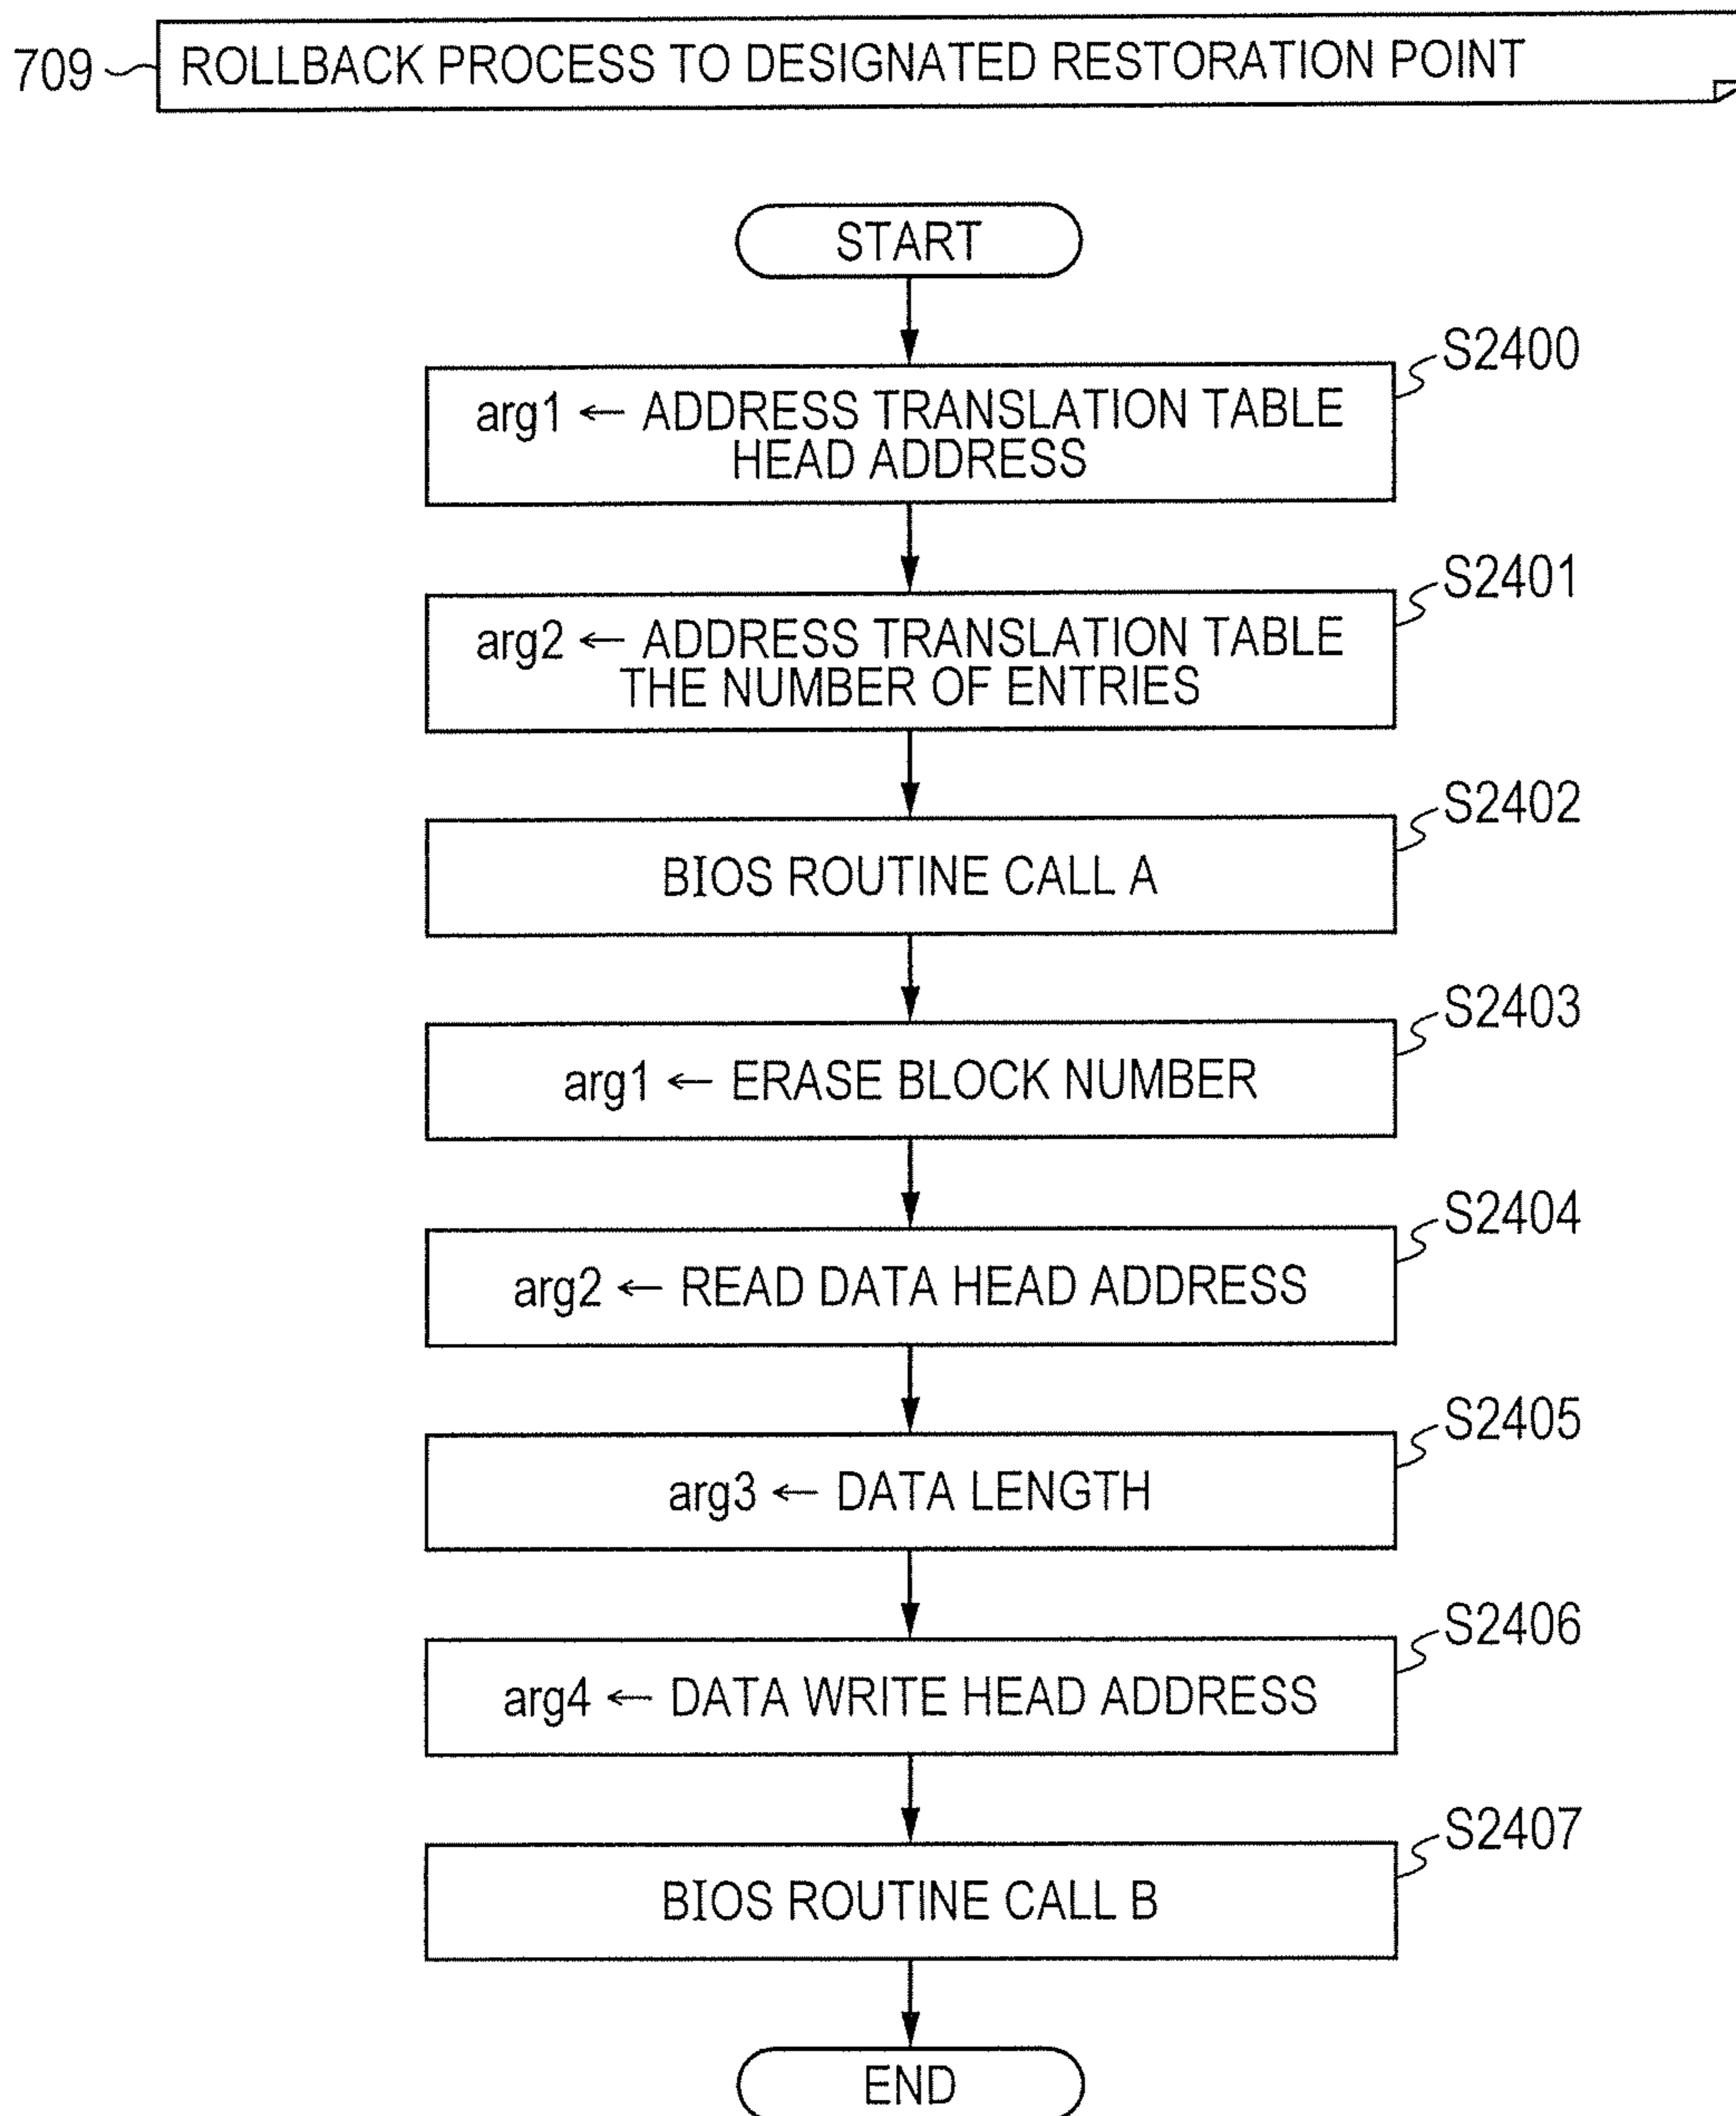 709 ROLLBACK PROCESS TO DESIGNATED RESTORATION POINT
START
S2400
arg1 ← ADDRESS TRANSLATION TABLE
HEAD ADDRESS
S2401
arg2 ← ADDRESS TRANSLATION TABLE
THE NUMBER OF ENTRIES
S2402
BIOS ROUTINE CALL A
S2403
arg1 ← ERASE BLOCK NUMBER
S2404
arg2 ← READ DATA HEAD ADDRESS
S2405
arg3 ← DATA LENGTH
S2406
arg4 ← DATA WRITE HEAD ADDRESS
S2407
BIOS ROUTINE CALL B
END